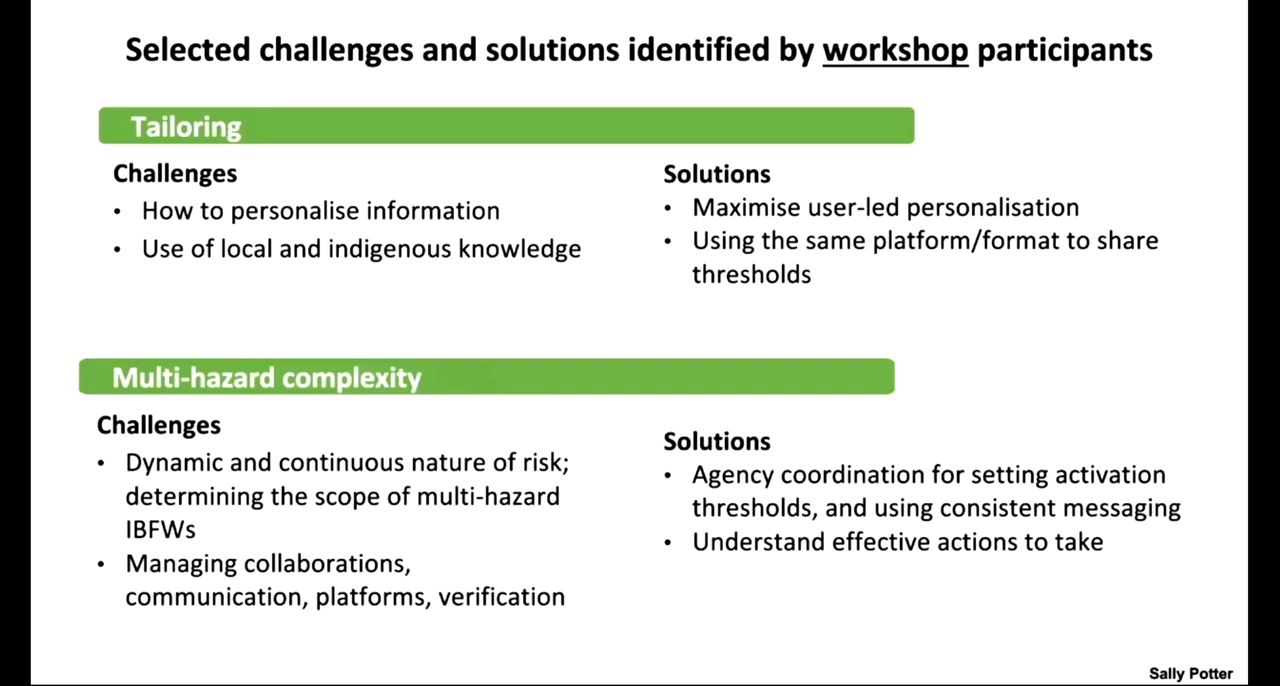 Selected challenges and solutions identified by workshop participants
Tailoring
Challenges
• How to personalise information
• Use of local and indigenous knowledge
Solutions
• Maximise user-led personalisation
• Using the same platform/format to share
thresholds
Multi-hazard complexity
Challenges
• Dynamic and continuous nature of risk;
determining the scope of multi-hazard
IBFWs
• Managing collaborations,
communication, platforms, verification
Solutions
• Agency coordination for setting activation
thresholds, and using consistent messaging
• Understand effective actions to take
Sally Potter